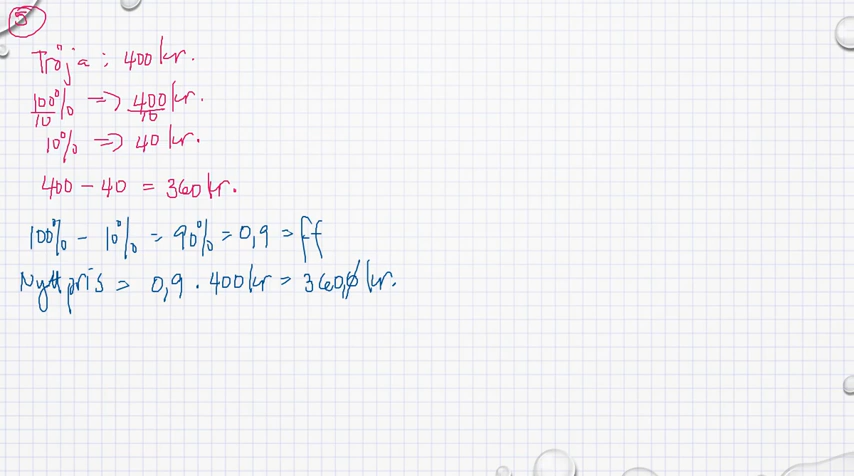 5
Tröja : 400 kr.
100%/10 => 400/10 kr.
10% => 40 kr.
400 - 40 = 360 kr.
100% - 10% = 90% = 0,9 = ff
Nytt pris = 0,9 · 400 kr = 360,0 kr.